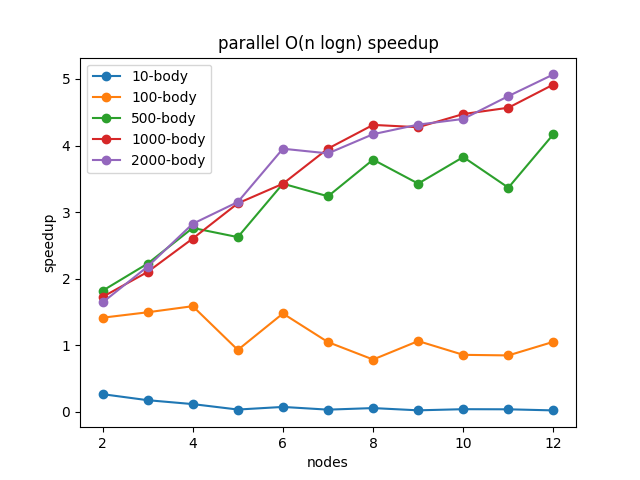 parallel O(n logn) speedup
10-body
100-body
500-body
1000-body
2000-body
speedup
5
4
3
2
1
0
2 4 6 8 10 12
nodes